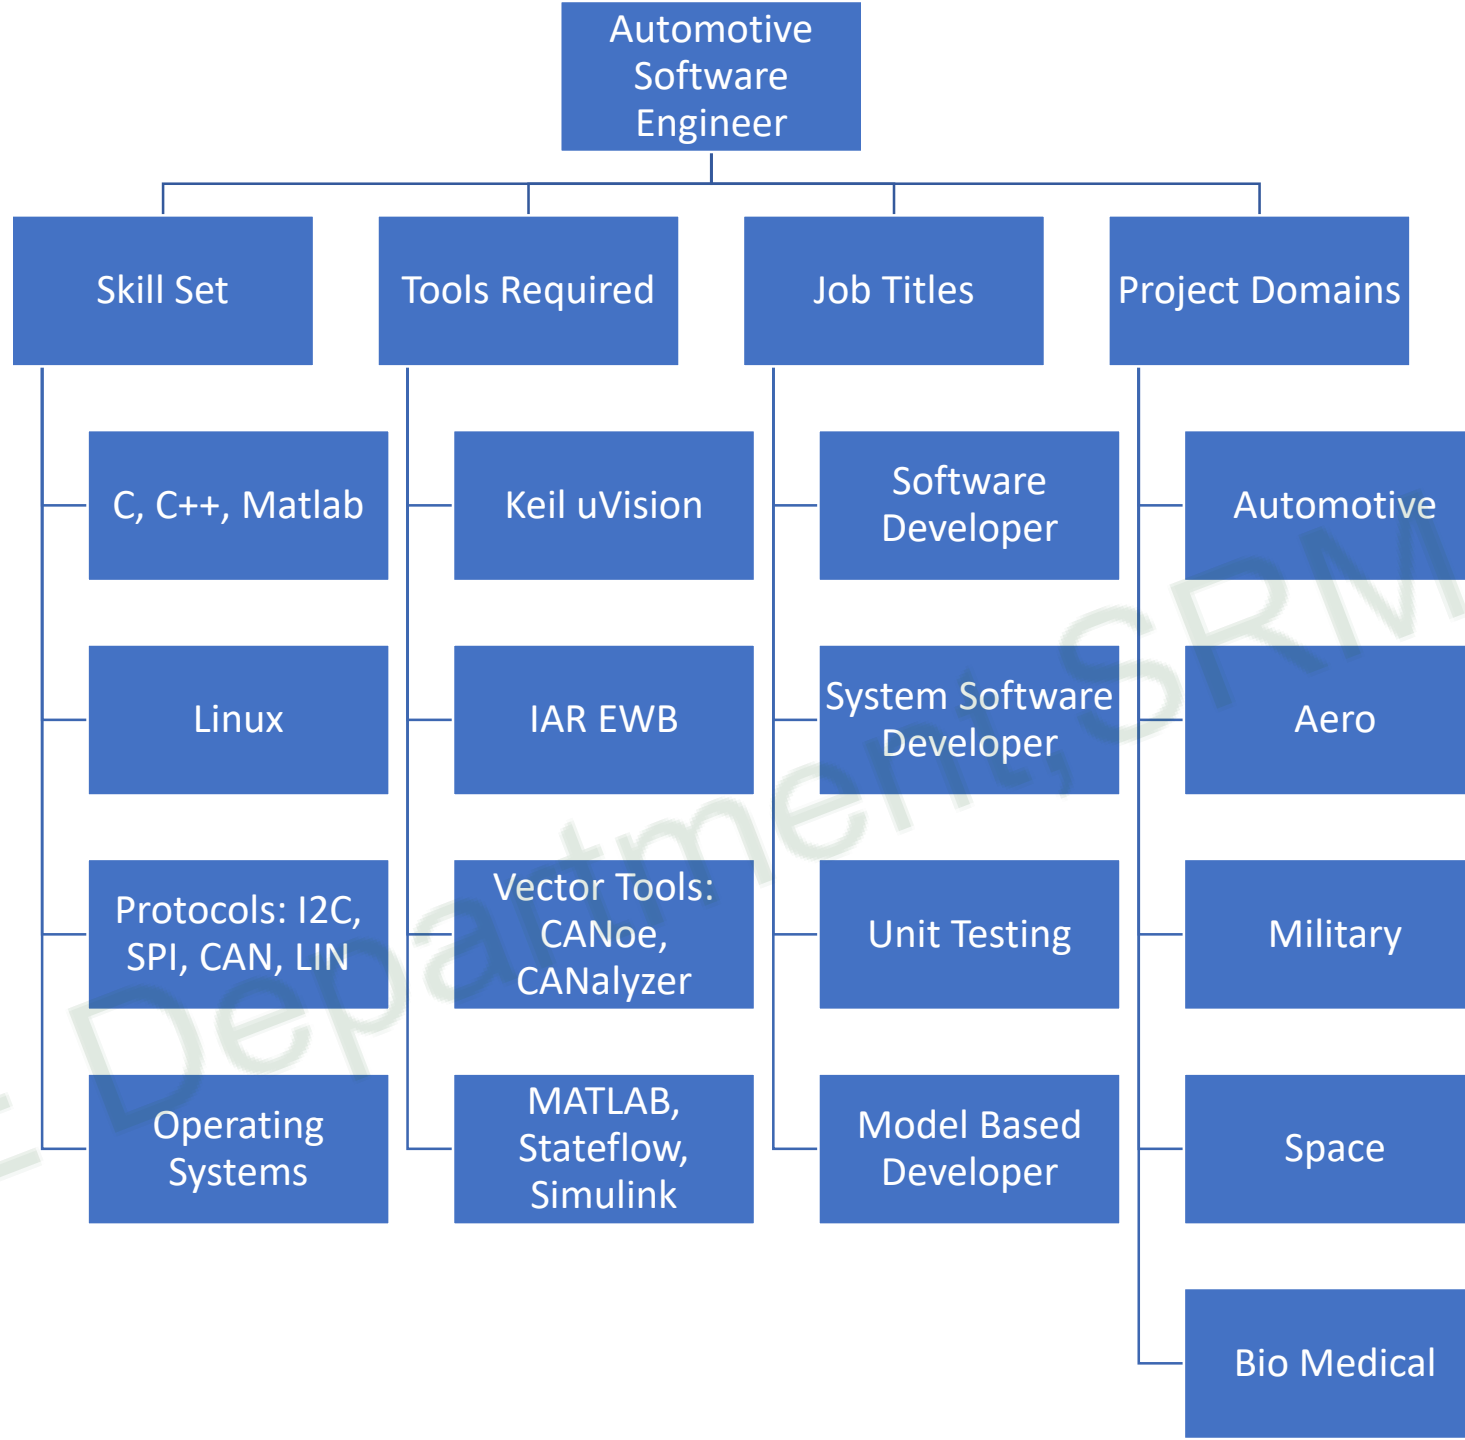 Automotive
Software
Engineer
Skill Set
Tools Required
Job Titles
Project Domains
C, C++, Matlab
Keil uVision
Software
Developer
Automotive
Linux
IAR EWB
System Software
Developer
Aero
Protocols: I2C,
SPI, CAN, LIN
Vector Tools:
CANoe,
CANalyzer
Unit Testing
Military
Operating
Systems
MATLAB,
Stateflow,
Simulink
Model Based
Developer
Space
Bio Medical
E Department,SRM